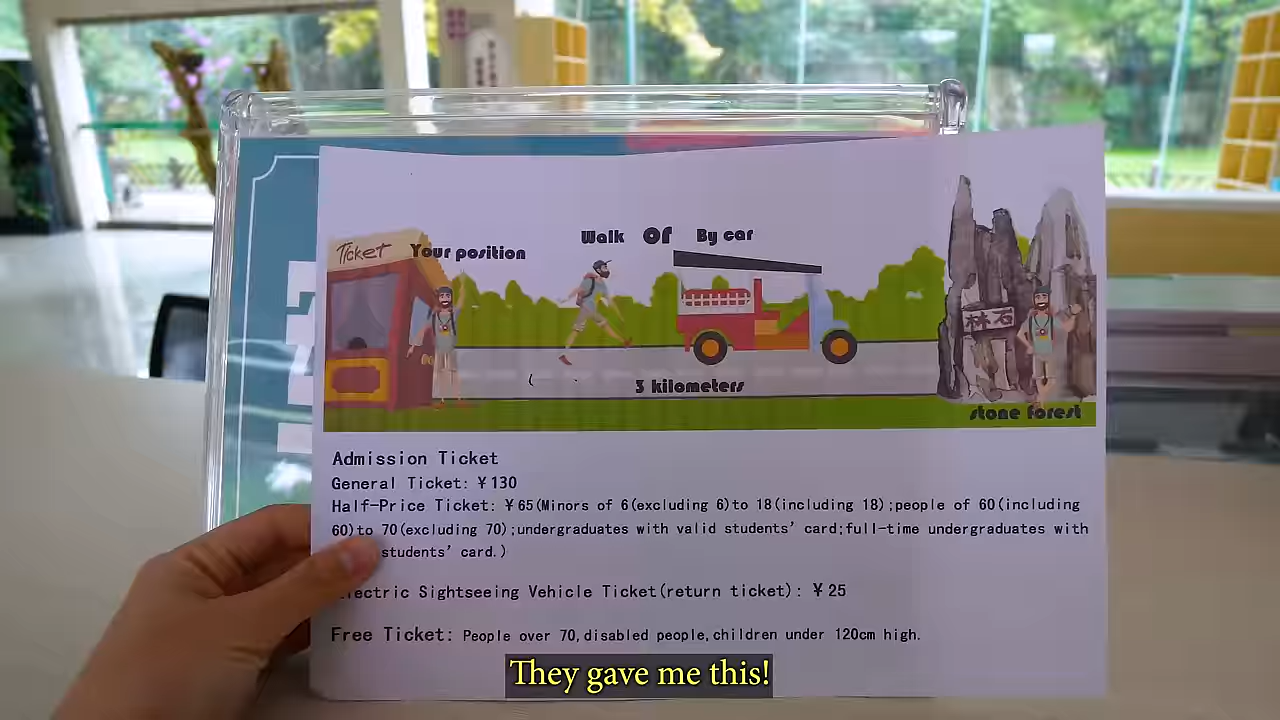 Ticket
Your position
Walk or By car
林石
3 kilometers
stone forest
Admission Ticket
General Ticket: ¥130
Half-Price Ticket: ¥65(Minors of 6(excluding 6)to 18(including 18);people of 60(including
60)to 70(excluding 70);undergraduates with valid students' card;full-time undergraduates with
students' card.)
Electric Sightseeing Vehicle Ticket(return ticket): ¥25
Free Ticket: People over 70,disabled people,children under 120cm high.
They gave me this!